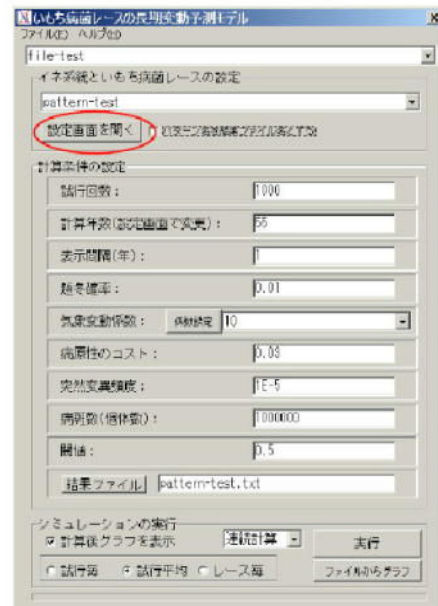 いもち病菌レースの長期変動予測モデル
ファイル(E) ヘルプ(H)
file-test
イネ系統といもち病菌レースの設定
pattern-test
設定画面を開く
計算条件の設定
試行回数: 1000
計算年数(設定画面で変更): 55
表示間隔(年): 1
越冬確率: 0.01
気象変動係数: 係数設定 10
病原性のコスト: 0.03
突然変異頻度: 1E-5
病斑数(個体数): 1000000
閾値: 0.5
結果ファイル pattern-test.txt
シミュレーションの実行
計算後グラフを表示 連続計算 実行
試行毎 試行平均 レース毎 ファイルからグラフ